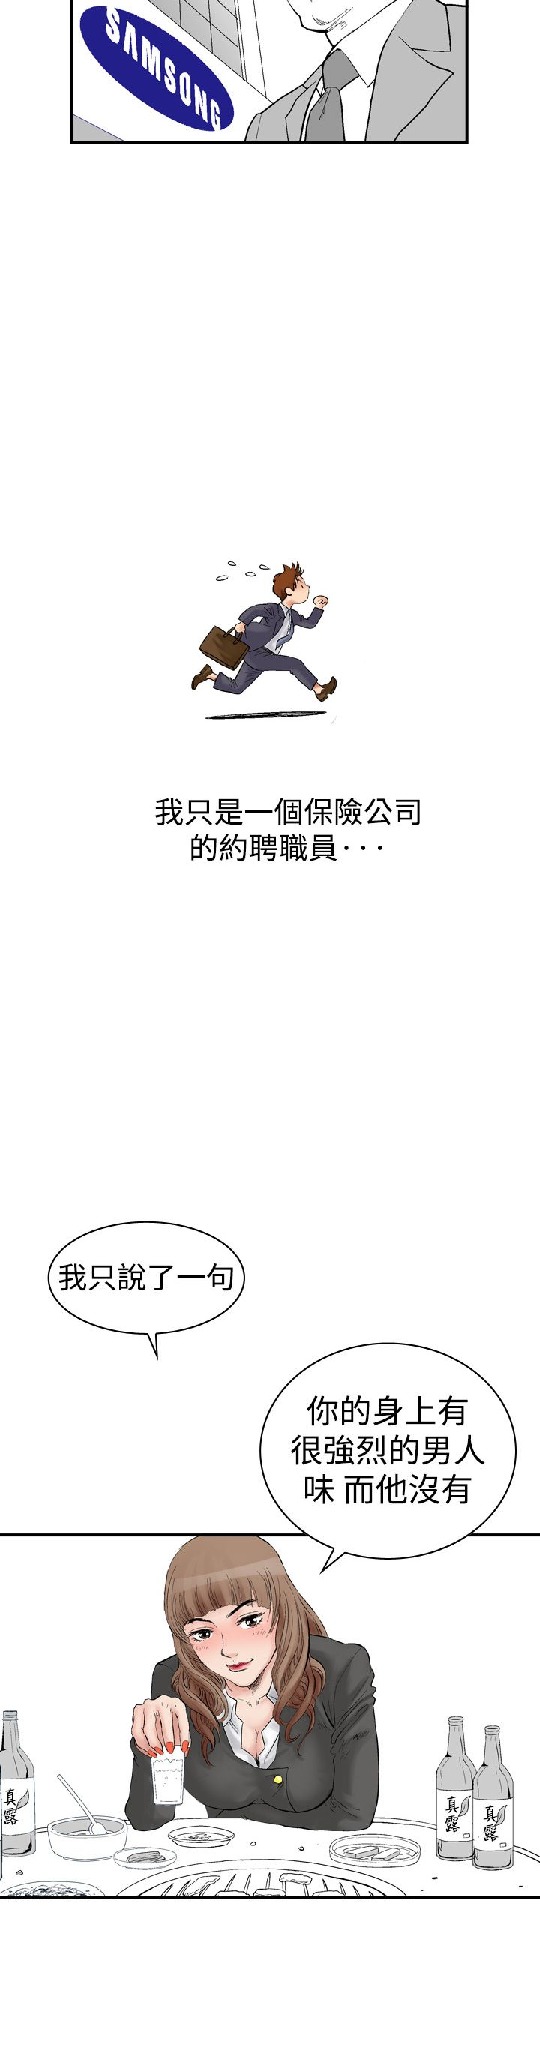 SAMSONG
我只是一個保險公司
的約聘職員···
我只說了一句
你的身上有
很強烈的男人
味 而他沒有
真露
真露
真露